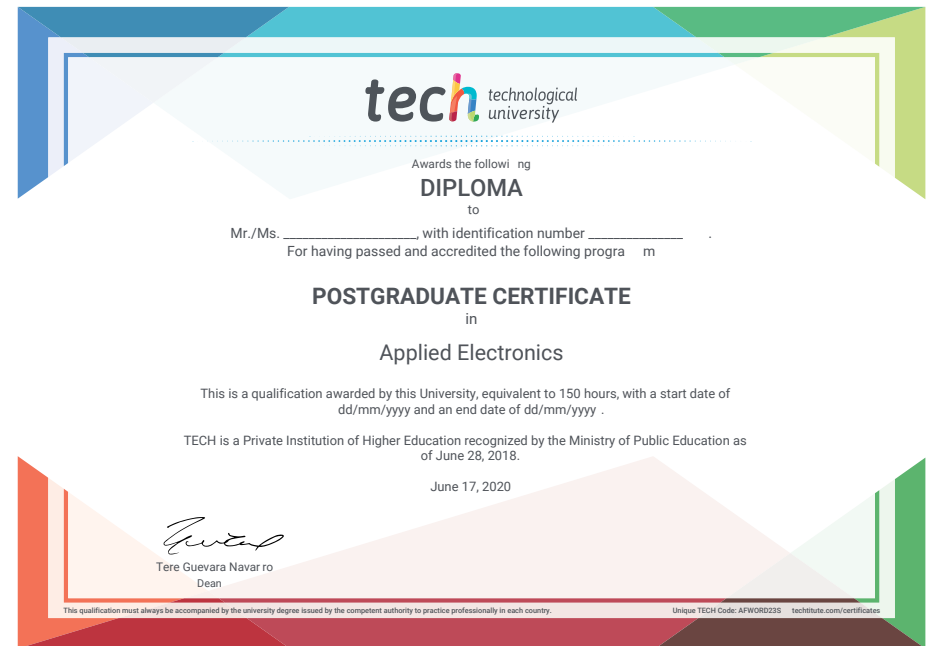 tech technological
university
Awards the followi ng
DIPLOMA
to
Mr./Ms. ____________________, with identification number ______________ .
For having passed and accredited the following progra m
POSTGRADUATE CERTIFICATE
in
Applied Electronics
This is a qualification awarded by this University, equivalent to 150 hours, with a start date of
dd/mm/yyyy and an end date of dd/mm/yyyy .
TECH is a Private Institution of Higher Education recognized by the Ministry of Public Education as
of June 28, 2018.
June 17, 2020
Tere Guevara Navar ro
Dean
This qualification must always be accompanied by the university degree issued by the competent authority to practice professionally in each country. Unique TECH Code: AFWORD23S techtitute.com/certificates